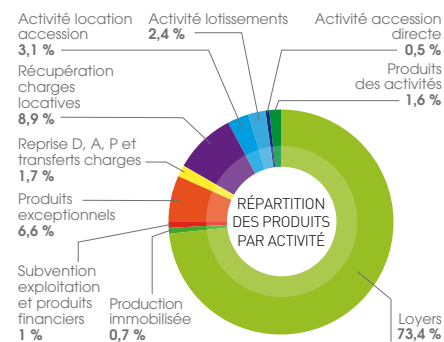 Activité location
accession
3,1 %
Activité lotissements
2,4 %
Activité accession
directe
0,5 %
Produits
des activités
1,6 %
Récupération
charges
locatives
8,9 %
Reprise D, A, P et
transferts charges
1,7 %
Produits
exceptionnels
6,6 %
Subvention
exploitation
et produits
financiers
1 %
Production
immobilisée
0,7 %
Loyers
73,4 %
RÉPARTITION
DES PRODUITS
PAR ACTIVITÉ